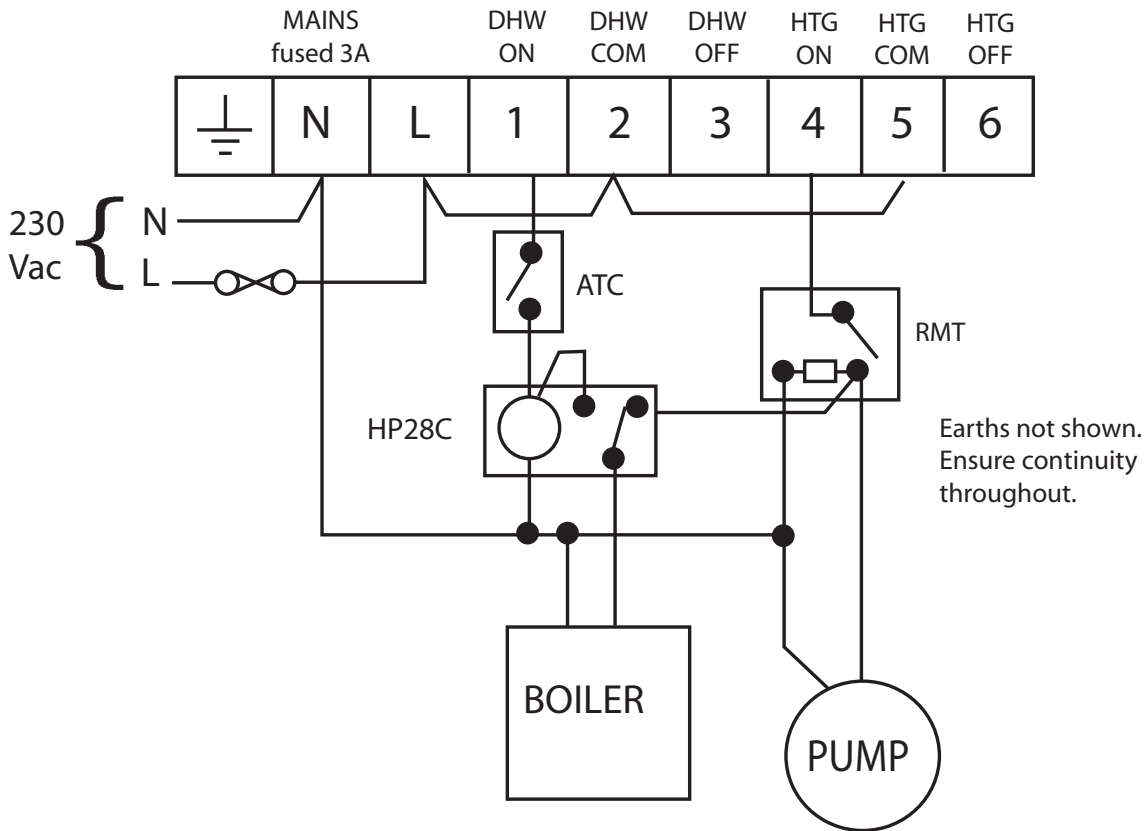 MAINS
fused 3A
DHW
ON
DHW
COM
DHW
OFF
HTG
ON
HTG
COM
HTG
OFF
N
L
1
2
3
4
5
6
230
Vac
N
L
ATC
RMT
HP28C
Earths not shown.
Ensure continuity
throughout.
BOILER
PUMP